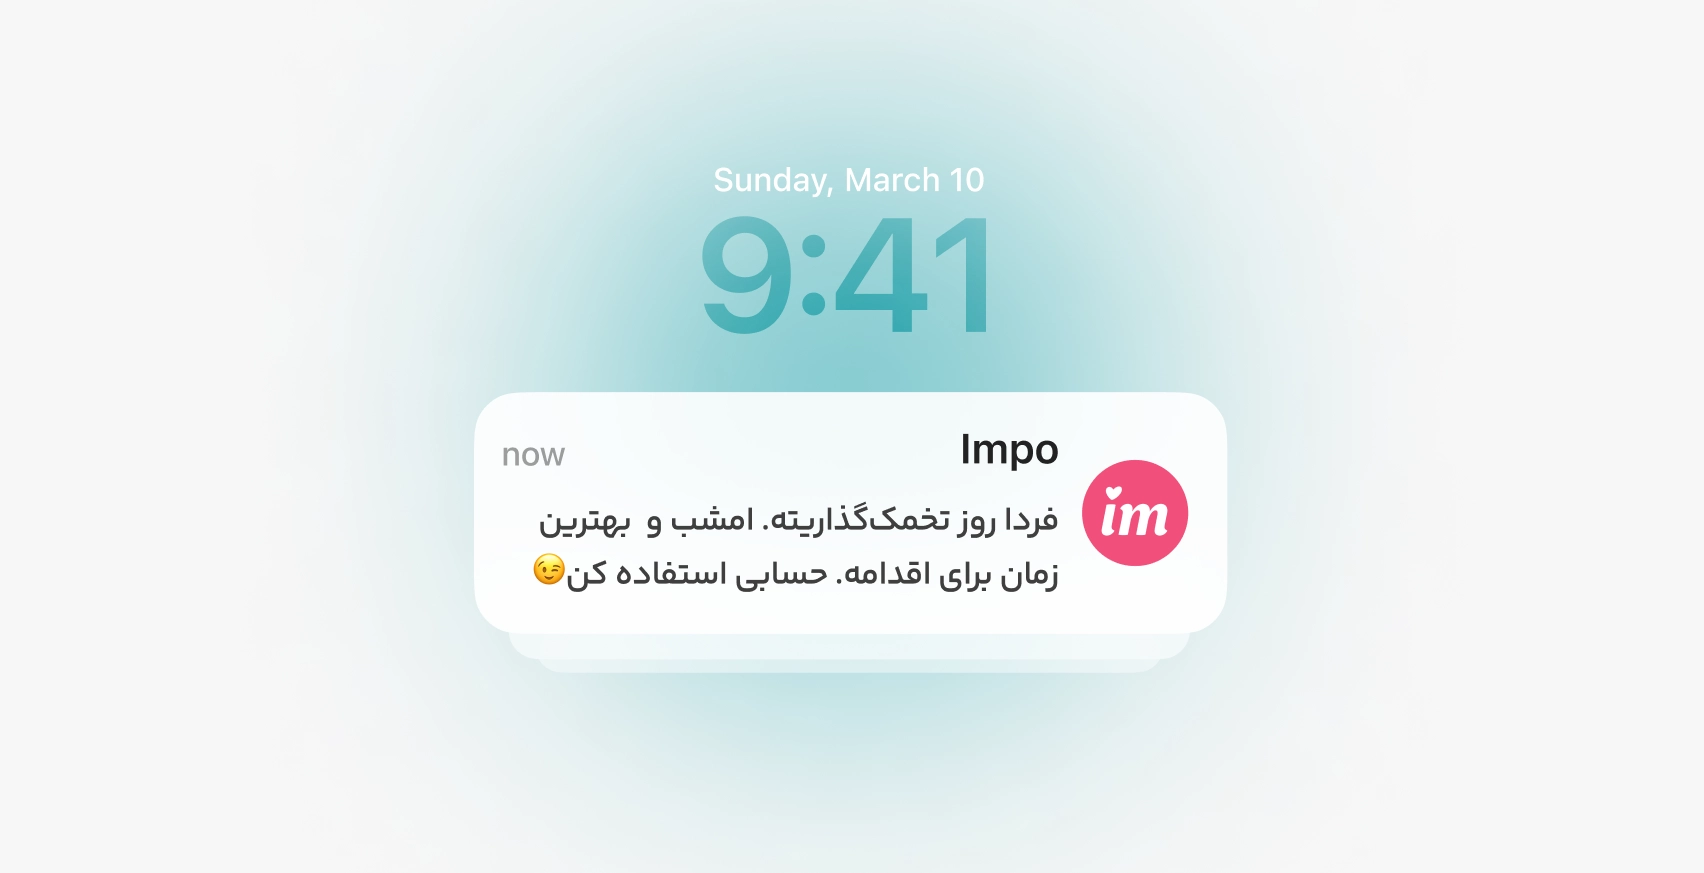 Sunday, March 10
9:41
Impo
now
im
فردا روز تخمک‌گذاریته. امشب و بهترین
زمان برای اقدامه. حسابی استفاده کن😉